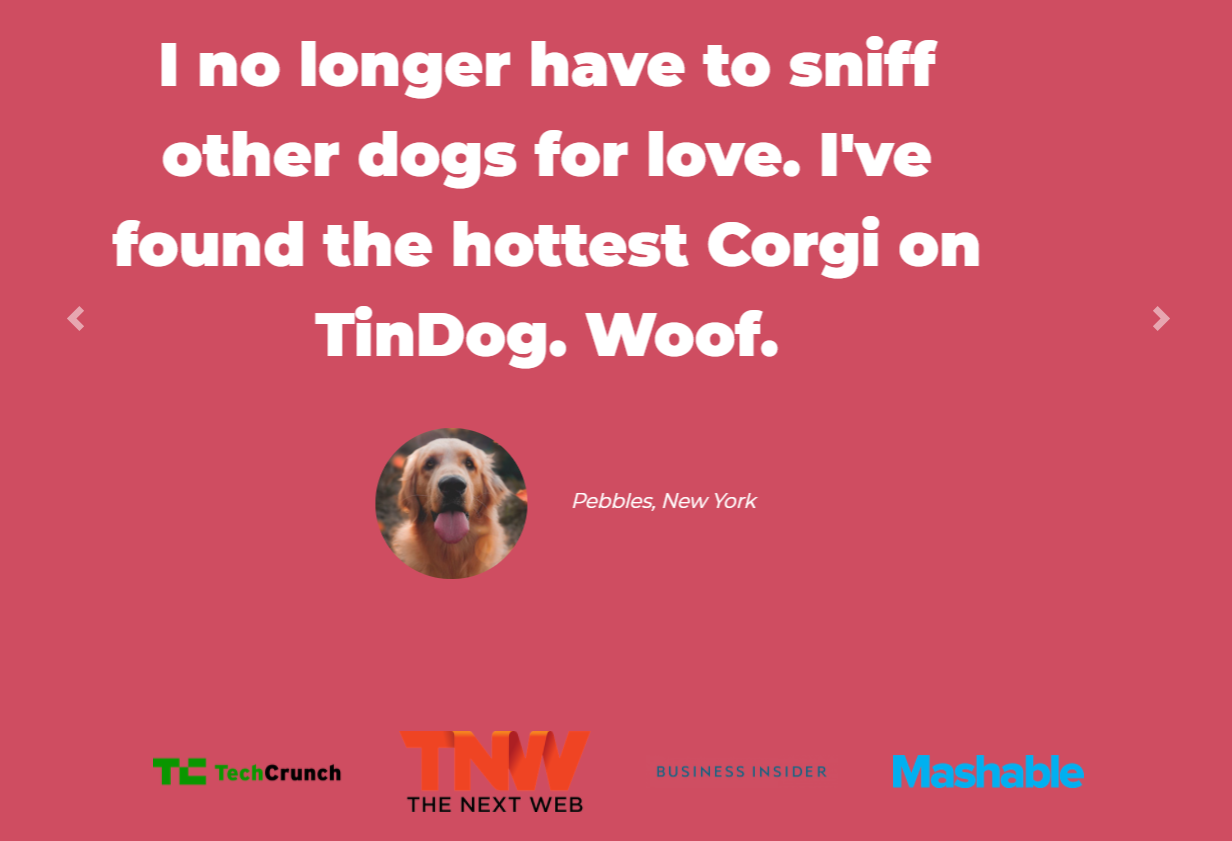 I no longer have to sniff
other dogs for love. I've
found the hottest Corgi on
TinDog. Woof.
Pebbles, New York
TC TechCrunch
TNW
THE NEXT WEB
BUSINESS INSIDER
Mashable